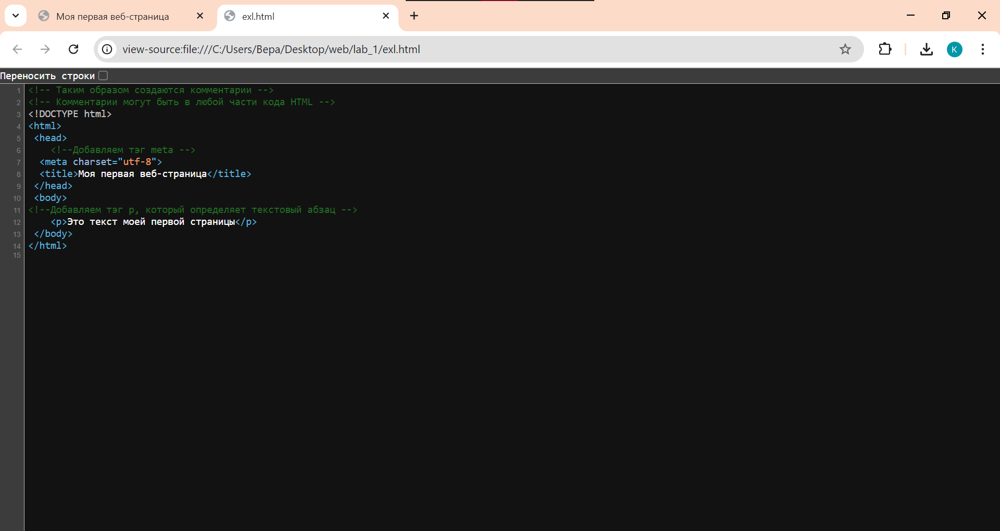 Моя первая веб-страница
exl.html
view-source:file:///C:/Users/Вера/Desktop/web/lab_1/exl.html
K
Переносить строки
1 <!-- Таким образом создаются комментарии -->
2 <!-- Комментарии могут быть в любой части кода HTML -->
3 <!DOCTYPE html>
4 <html>
5 <head>
6 <!--Добавляем тэг meta -->
7 <meta charset="utf-8">
8 <title>Моя первая веб-страница</title>
9 </head>
10 <body>
11 <!--Добавляем тэг p, который определяет текстовый абзац -->
12 <p>Это текст моей первой страницы</p>
13 </body>
14 </html>
15